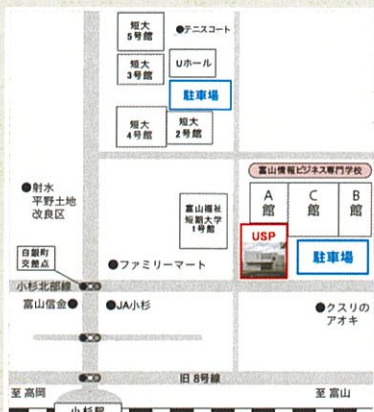 短大
5号館
●テニスコート
短大
3号館
Uホール
駐車場
短大
4号館
短大
2号館
富山情報ビジネス専門学校
●射水
平野土地
改良区
富山福祉
短期大学
1号館
A
館
C
館
B
館
USP
駐車場
白銀町
交差点
●ファミリーマート
小杉北部線
富山信金●
●JA小杉
●クスリの
アオキ
旧8号線
至 高岡
至 富山
小杉駅